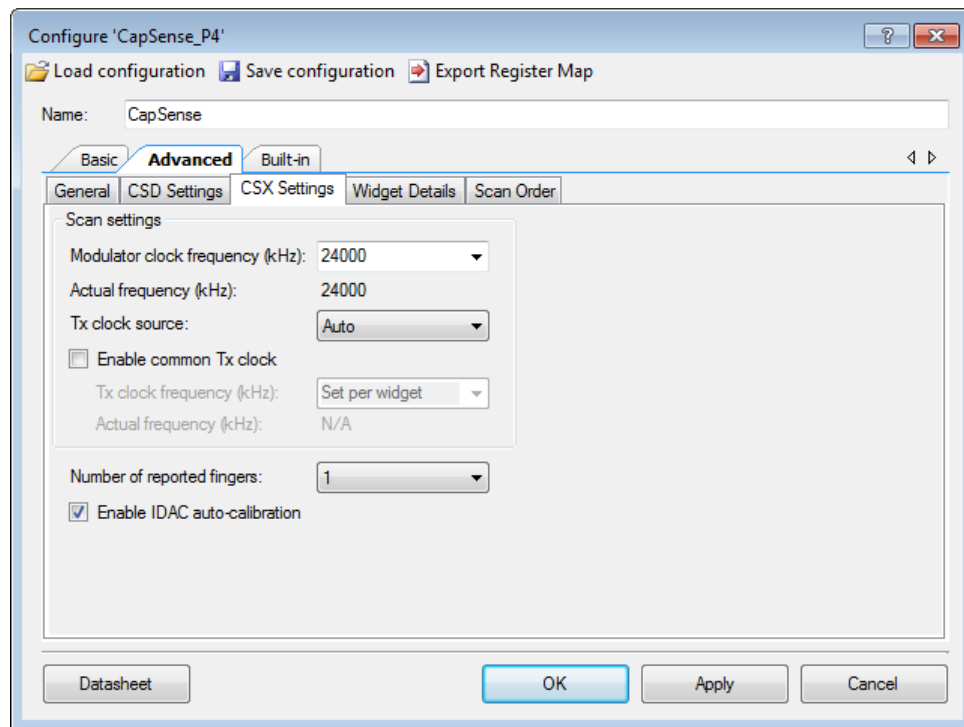 Configure 'CapSense_P4'
Load configuration Save configuration Export Register Map
Name: CapSense
Basic Advanced Built-in
General CSD Settings CSX Settings Widget Details Scan Order
Scan settings
Modulator clock frequency (kHz): 24000
Actual frequency (kHz): 24000
Tx clock source: Auto
Enable common Tx clock
Tx clock frequency (kHz): Set per widget
Actual frequency (kHz): N/A
Number of reported fingers: 1
Enable IDAC auto-calibration
Datasheet OK Apply Cancel